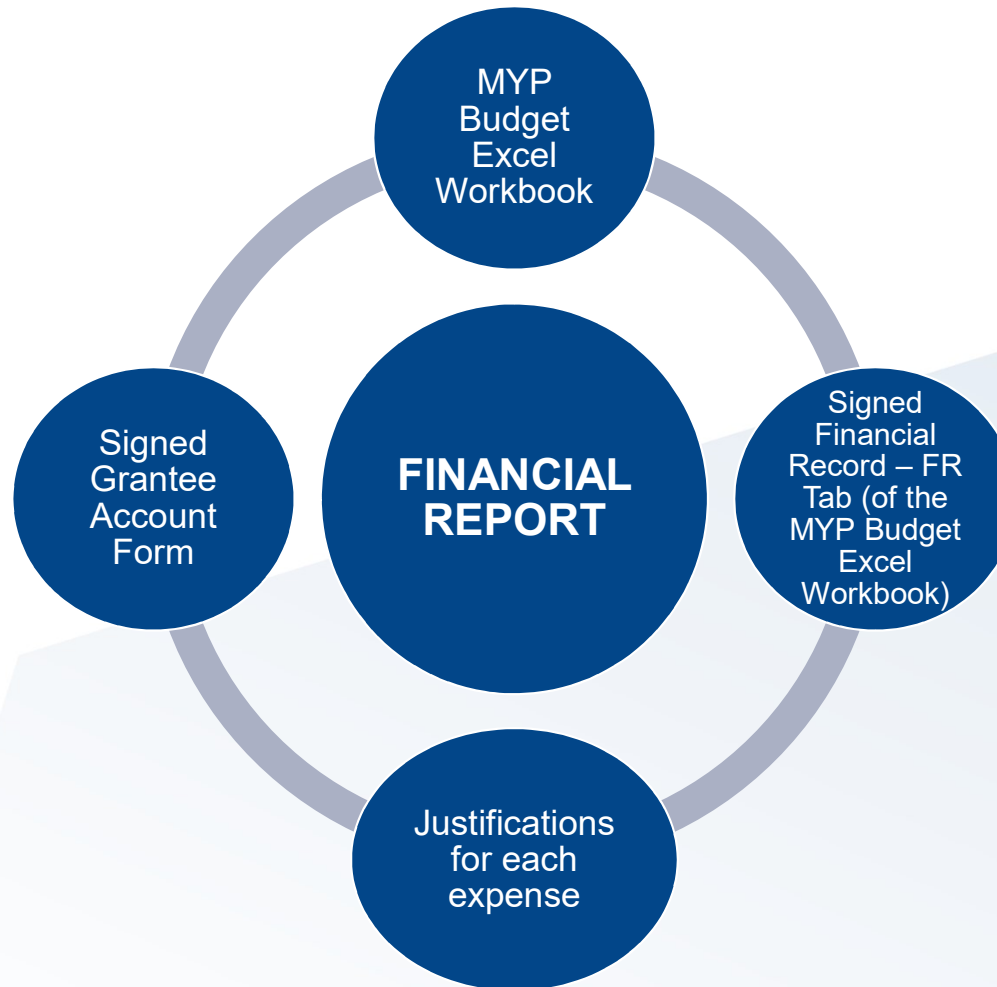 MYP
Budget
Excel
Workbook
Signed
Grantee
Account
Form
FINANCIAL
REPORT
Signed
Financial
Record – FR
Tab (of the
MYP Budget
Excel
Workbook)
Justifications
for each
expense